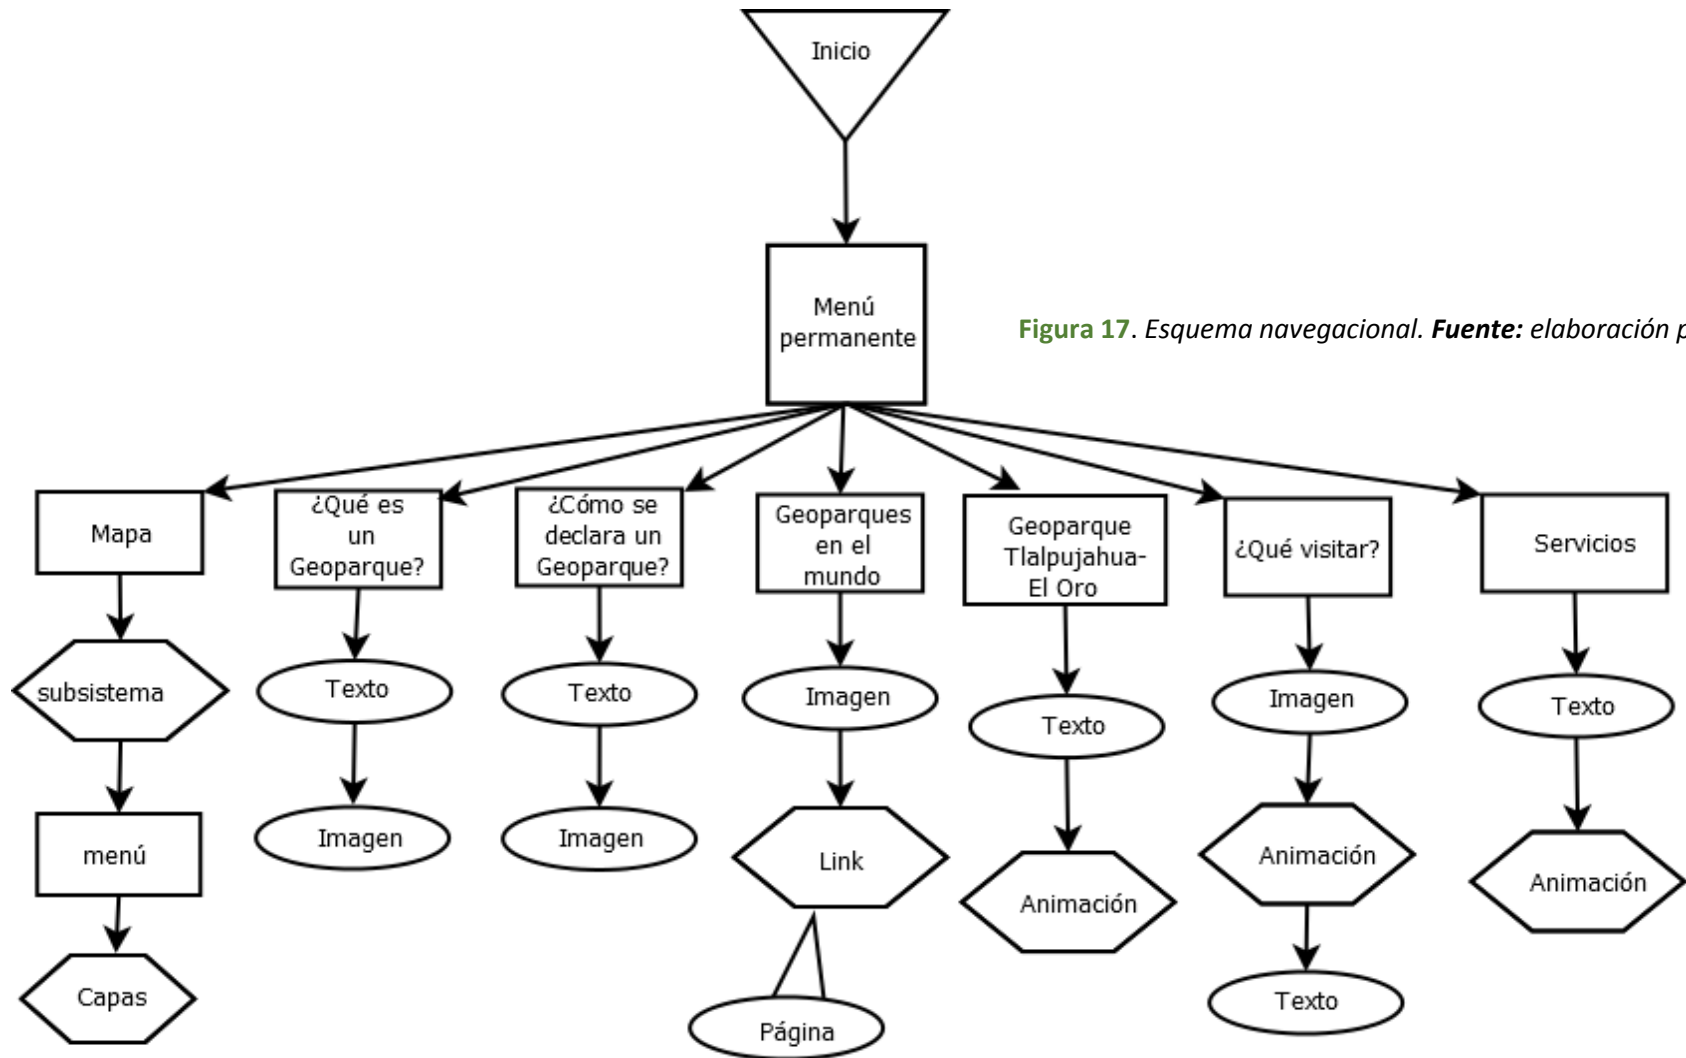 Inicio
Menú
permanente
Figura 17. Esquema navegacional. Fuente: elaboración
Mapa
¿Qué es
un
Geoparque?
¿Cómo se
declara un
Geoparque?
Geoparques
en el
mundo
Geoparque
Tlalpujahua-
El Oro
¿Qué visitar?
Servicios
subsistema
Texto
Texto
Imagen
Texto
Imagen
Texto
menú
Imagen
Imagen
Link
Animación
Animación
Animación
Capas
Página
Texto